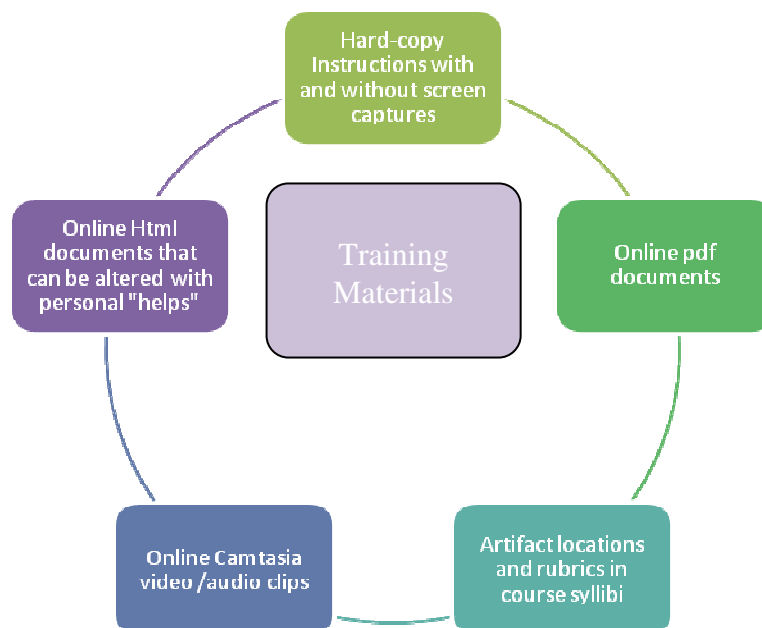 Hard-copy
Instructions with
and without screen
captures
Online Html
documents that
can be altered with
personal "helps"
Training
Materials
Online pdf
documents
Online Camtasia
video /audio clips
Artifact locations
and rubrics in
course syllibi